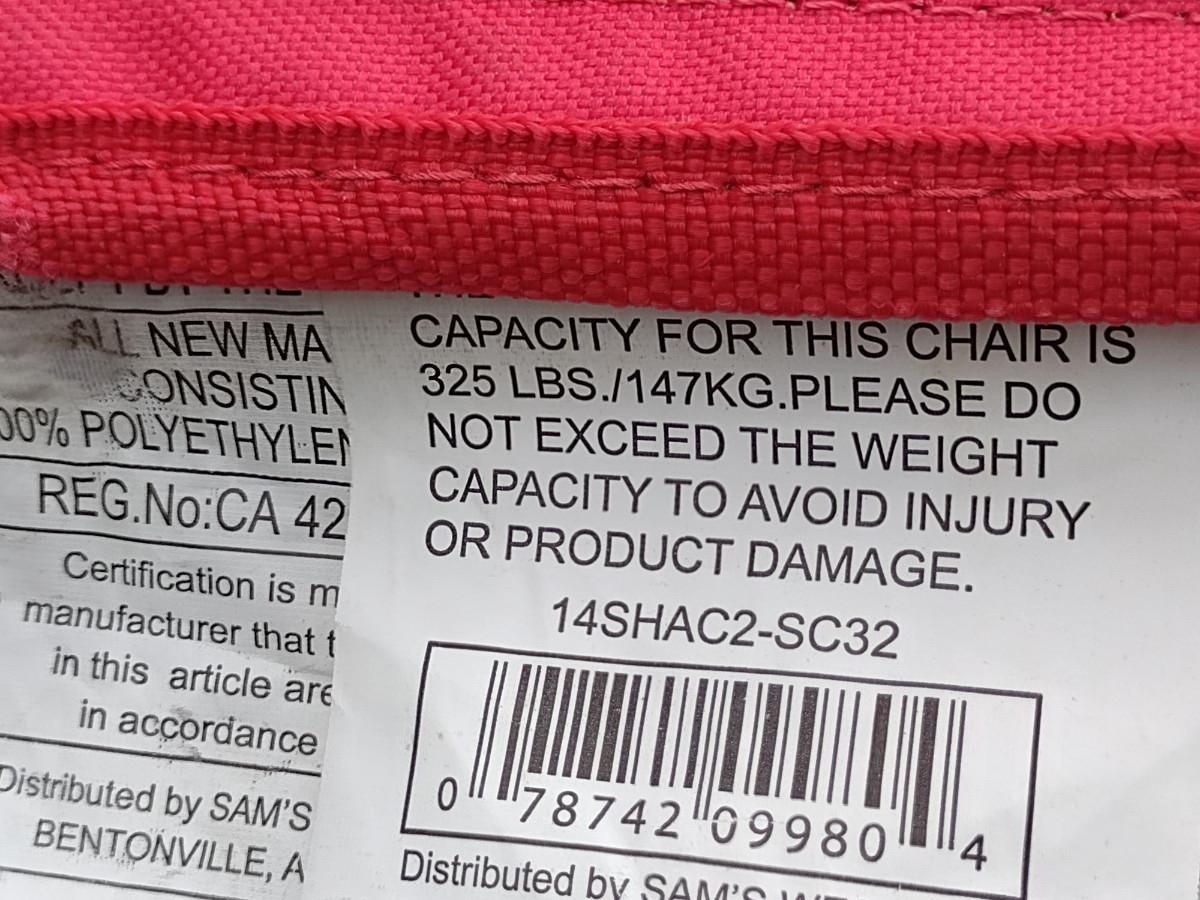 ALL NEW MA
CONSISTIN
00% POLYETHYLEN
REG.No:CA 42
Certification is m
manufacturer that t
in this article are
in accordance
Distributed by SAM'S
BENTONVILLE, A
CAPACITY FOR THIS CHAIR IS
325 LBS./147KG.PLEASE DO
NOT EXCEED THE WEIGHT
CAPACITY TO AVOID INJURY
OR PRODUCT DAMAGE.
14SHAC2-SC32
0 78742 09980 4
Distributed by SAM'S